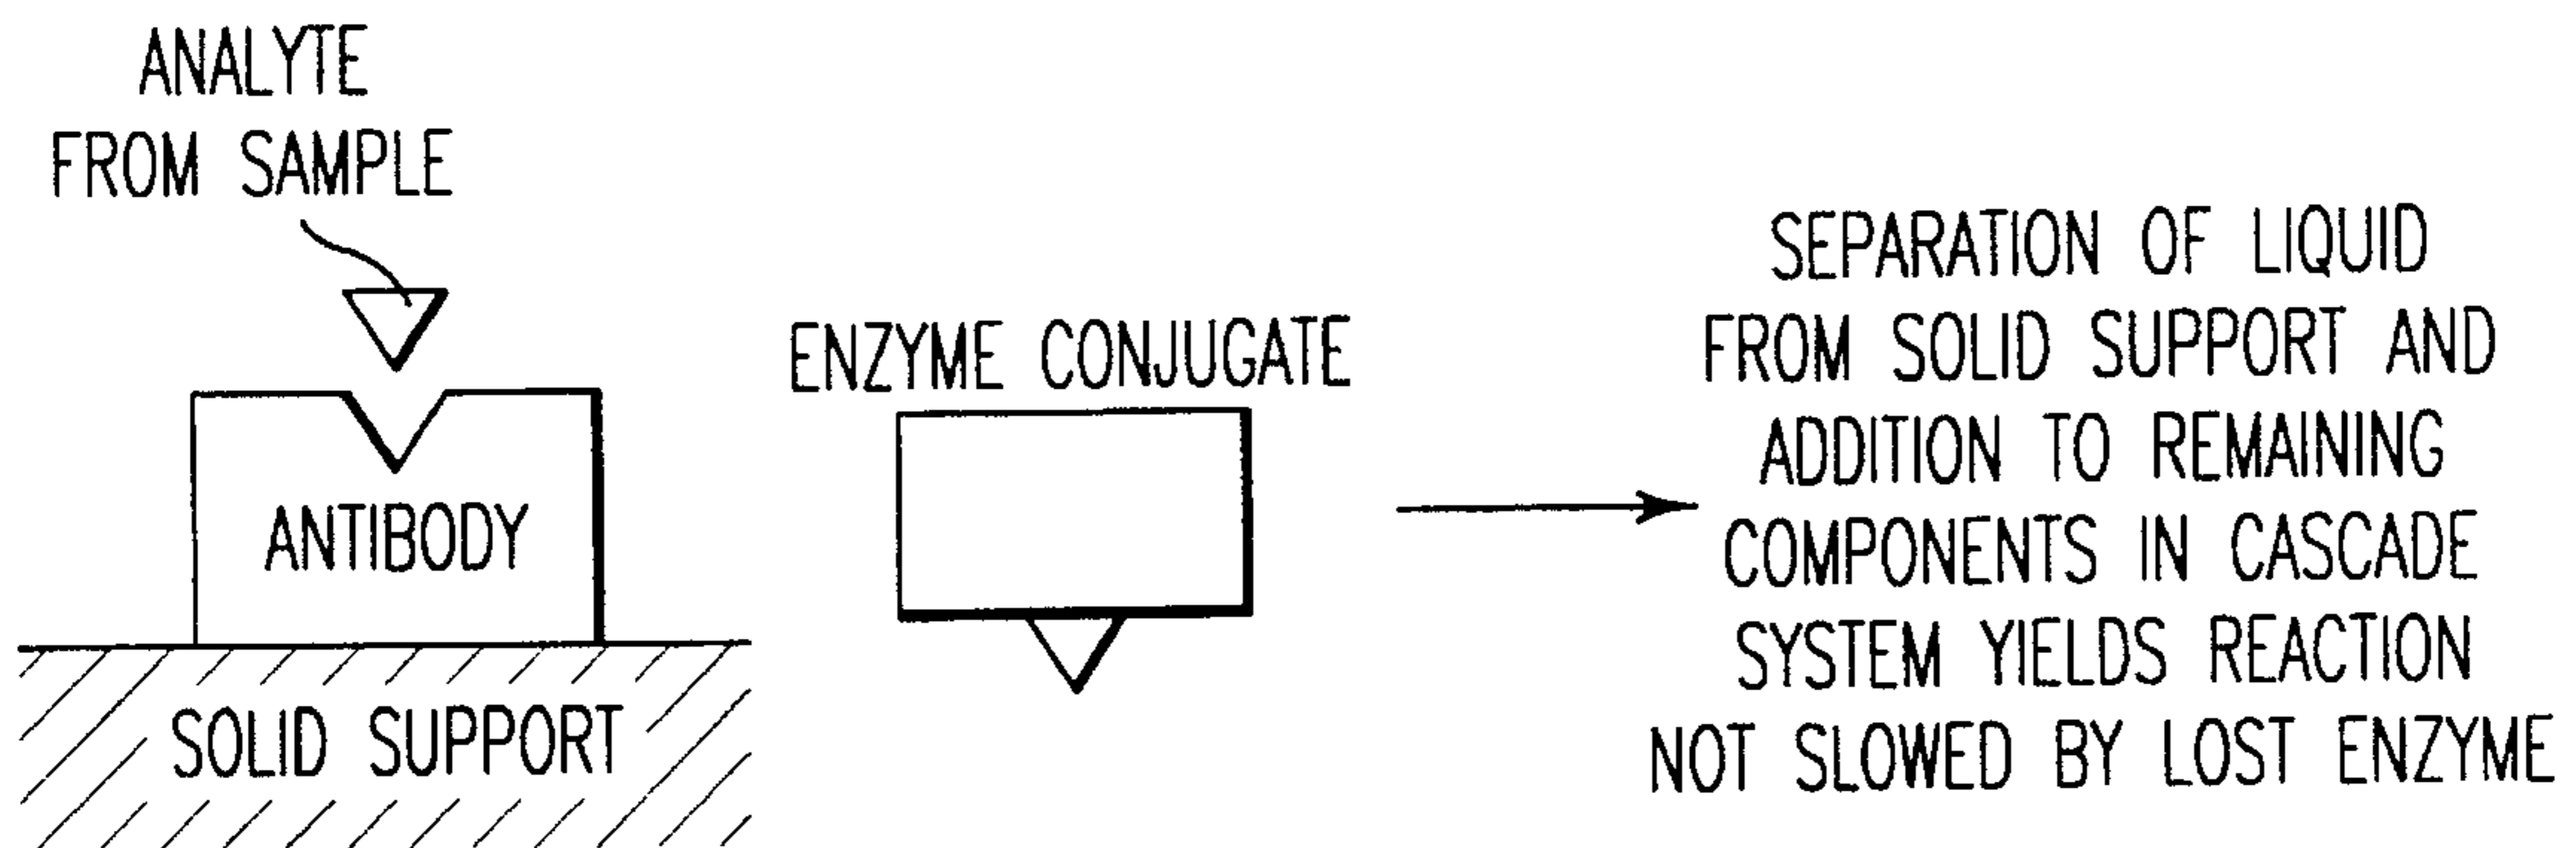 ANALYTE
FROM SAMPLE
ANTIBODY
SOLID SUPPORT
ENZYME CONJUGATE
SEPARATION OF LIQUID
FROM SOLID SUPPORT AND
ADDITION TO REMAINING
COMPONENTS IN CASCADE
SYSTEM YIELDS REACTION
NOT SLOWED BY LOST ENZYME